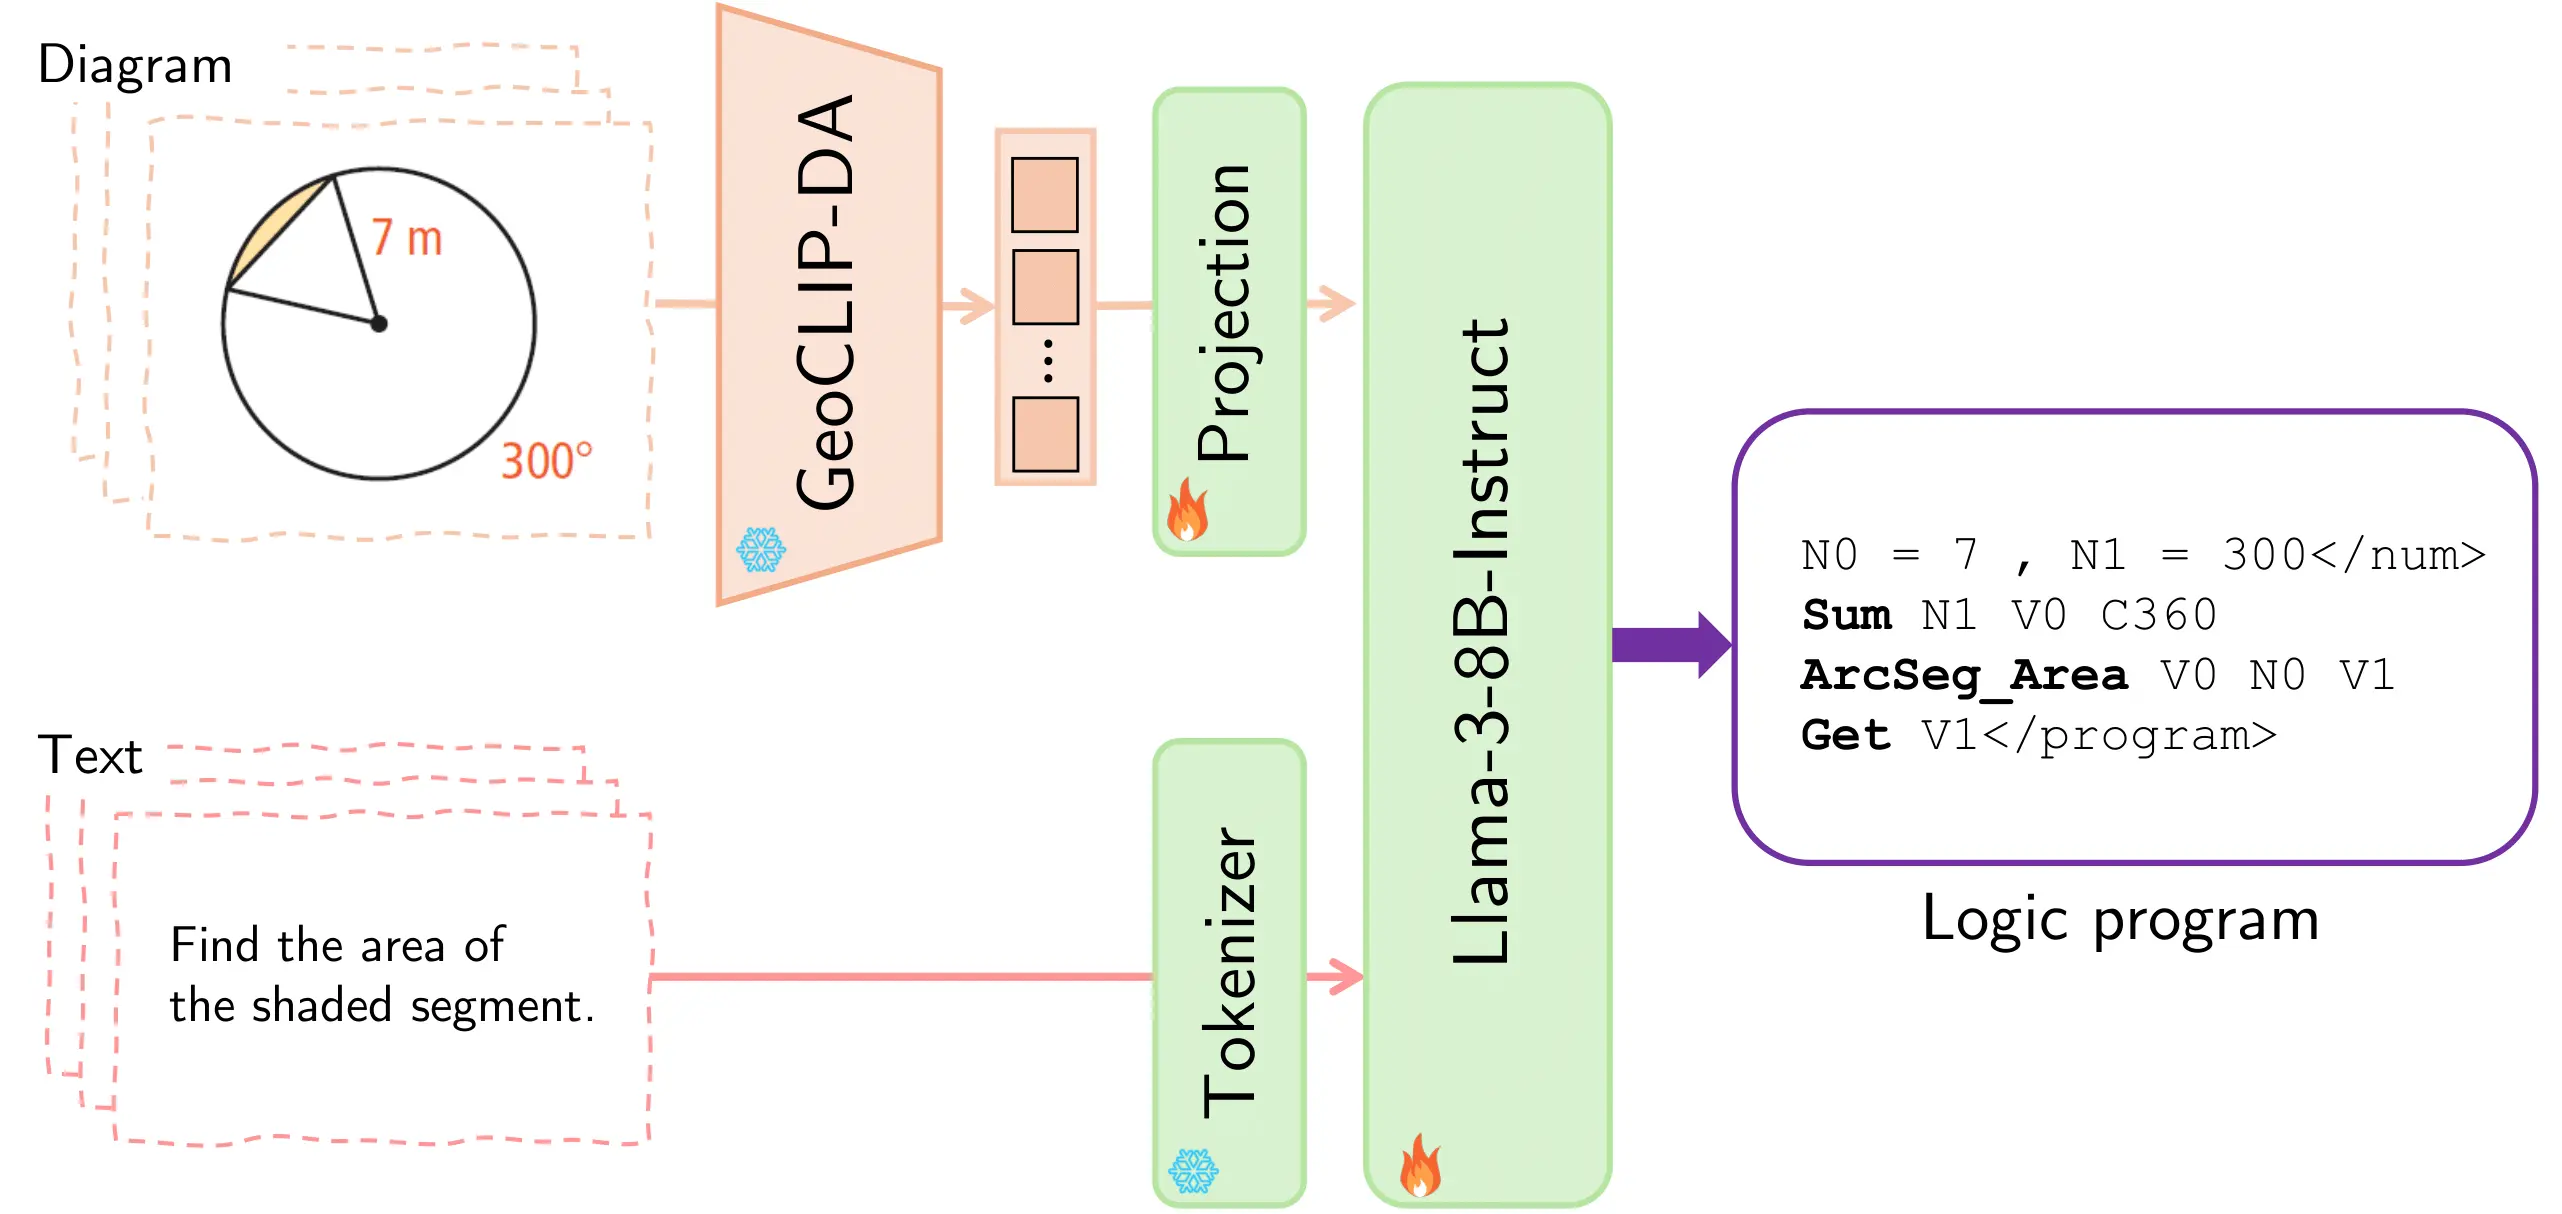 Diagram
7 m
300°
GeoCLIP-DA
Projection
Llama-3-8B-Instruct
N0 = 7 , N1 = 300</num>
Sum N1 V0 C360
ArcSeg_Area V0 N0 V1
Get V1</program>
Logic program
Text
Find the area of
the shaded segment.
Tokenizer